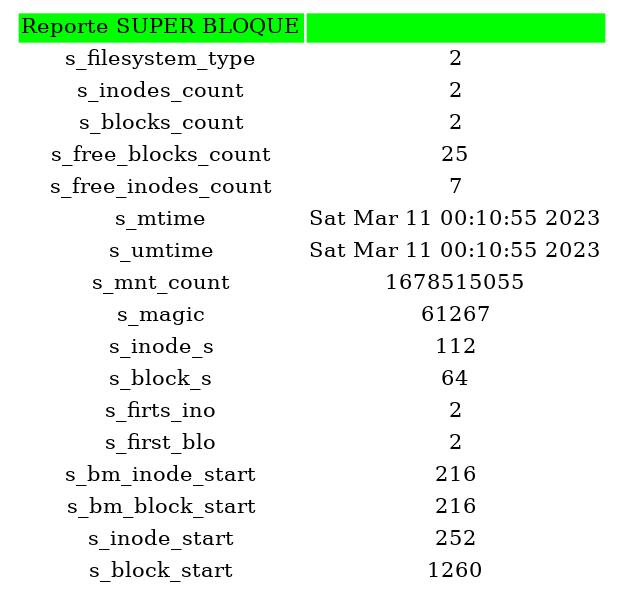 Reporte SUPER BLOQUE
s_filesystem_type 2
s_inodes_count 2
s_blocks_count 2
s_free_blocks_count 25
s_free_inodes_count 7
s_mtime Sat Mar 11 00:10:55 2023
s_umtime Sat Mar 11 00:10:55 2023
s_mnt_count 1678515055
s_magic 61267
s_inode_s 112
s_block_s 64
s_firts_ino 2
s_first_blo 2
s_bm_inode_start 216
s_bm_block_start 216
s_inode_start 252
s_block_start 1260